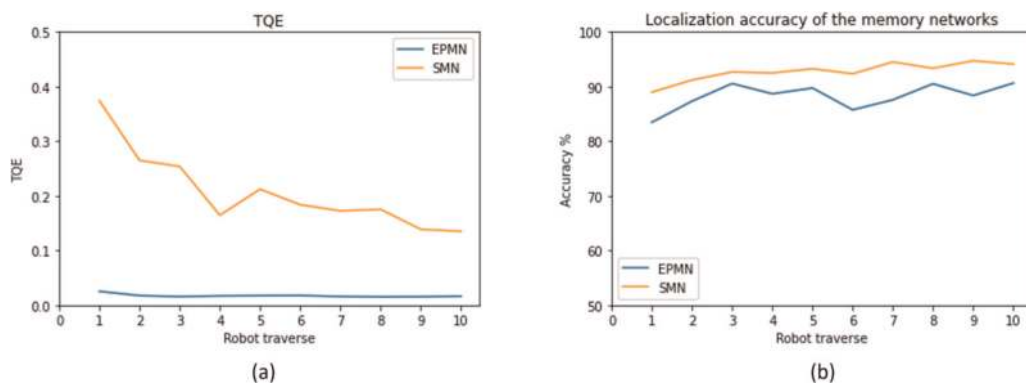 TQE
0.5
0.4
0.3
0.2
0.1
0.0
TQE
EPMN
SMN
0 1 2 3 4 5 6 7 8 9 10
Robot traverse
(a)
Localization accuracy of the memory networks
100
90
80
70
60
50
Accuracy %
EPMN
SMN
0 1 2 3 4 5 6 7 8 9 10
Robot traverse
(b)